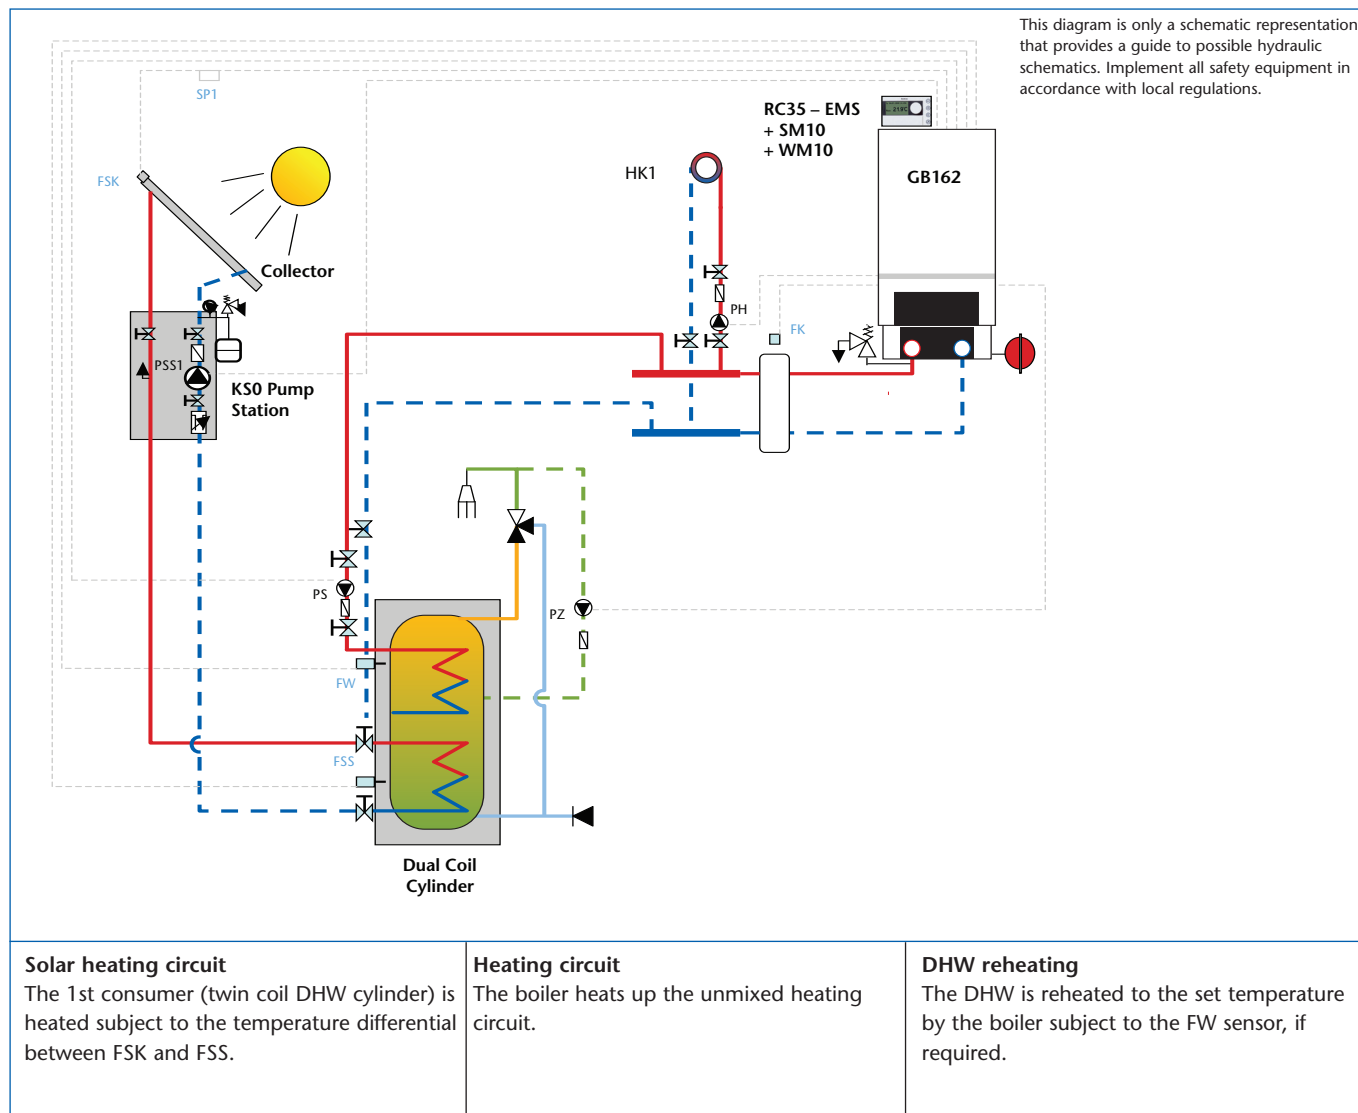 This diagram is only a schematic representation
that provides a guide to possible hydraulic
schematics. Implement all safety equipment in
accordance with local regulations.
SP1
RC35 – EMS
+ SM10
+ WM10
HK1
GB162
FSK
Collector
PH
FK
PSS1
KS0 Pump
Station
PS
PZ
FW
FSS
Dual Coil
Cylinder
Solar heating circuit
The 1st consumer (twin coil DHW cylinder) is
heated subject to the temperature differential
between FSK and FSS.
Heating circuit
The boiler heats up the unmixed heating
circuit.
DHW reheating
The DHW is reheated to the set temperature
by the boiler subject to the FW sensor, if
required.